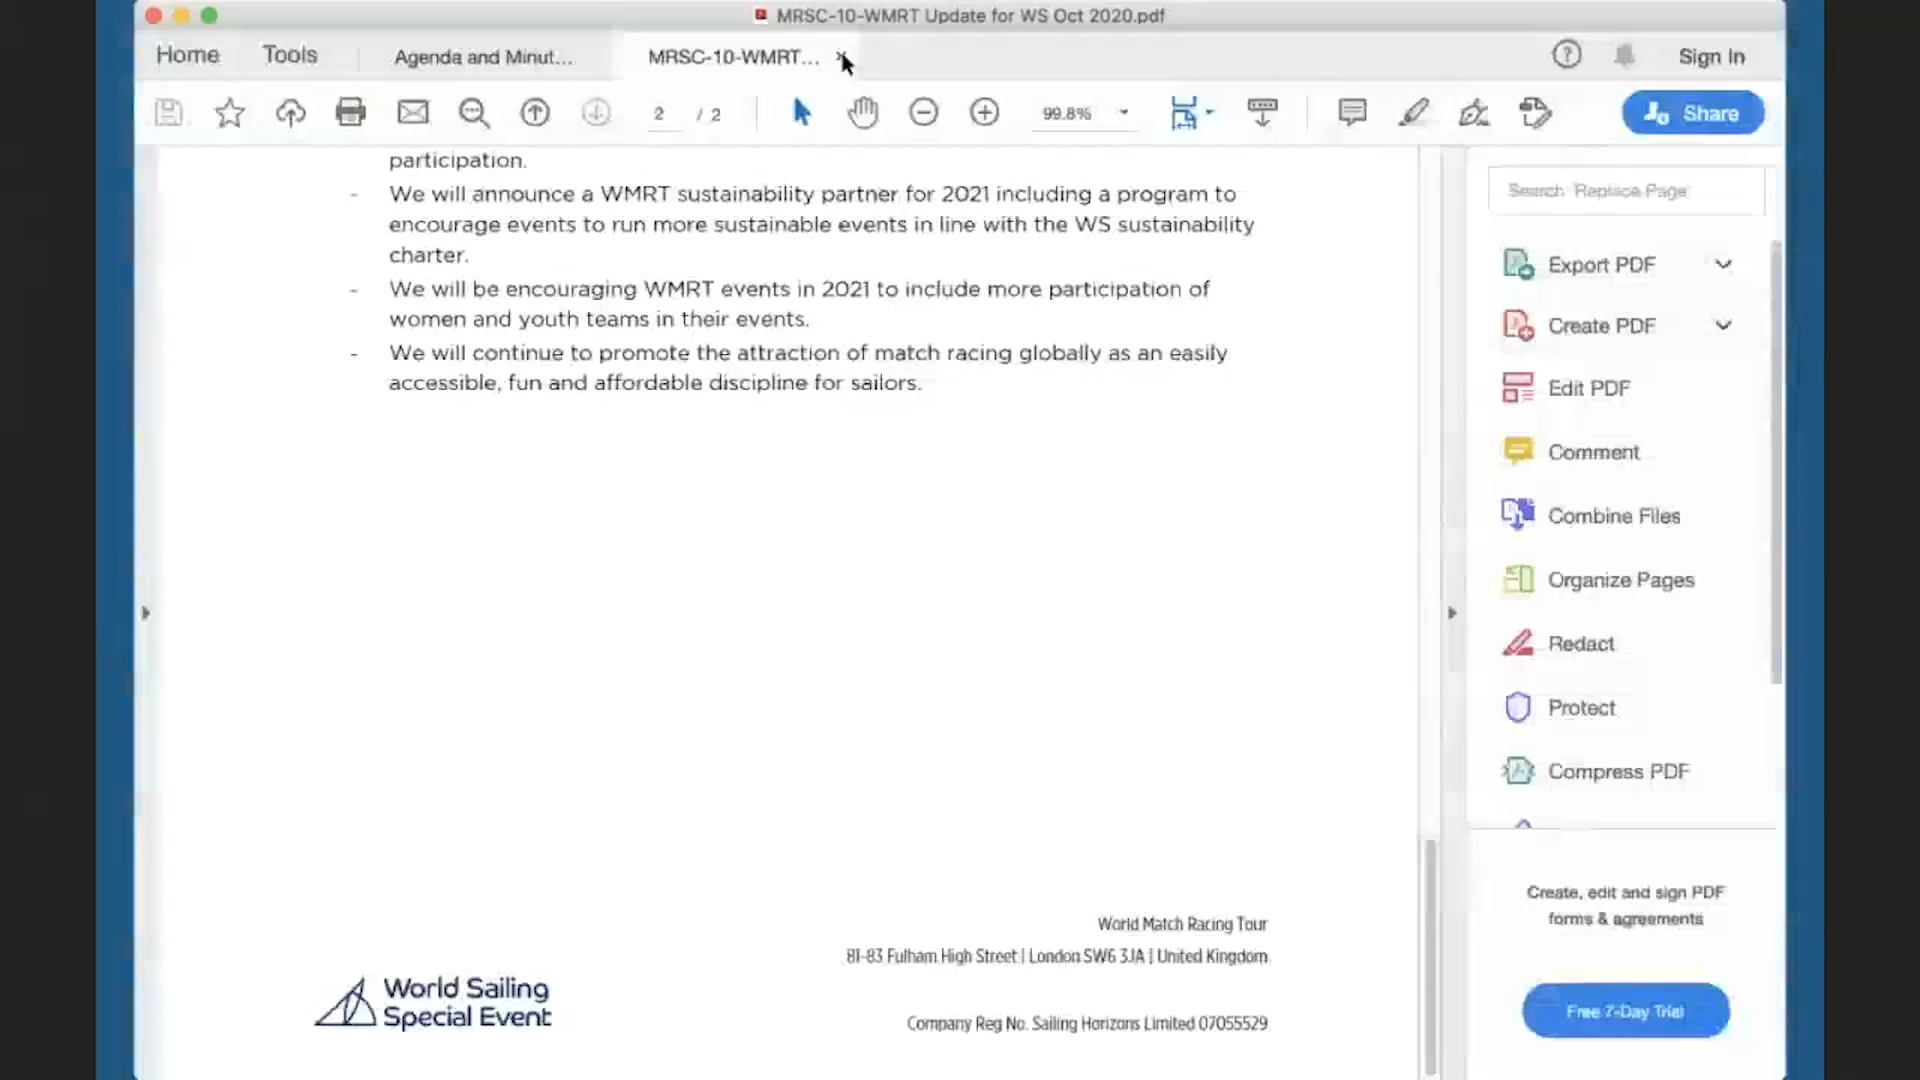 MRSC-10-WMRT Update for WS Oct 2020.pdf
Home Tools Agenda and Minut... MRSC-10-WMRT... Sign In
2 / 2 99.8% Share
participation.
- We will announce a WMRT sustainability partner for 2021 including a program to
encourage events to run more sustainable events in line with the WS sustainability
charter.
- We will be encouraging WMRT events in 2021 to include more participation of
women and youth teams in their events.
- We will continue to promote the attraction of match racing globally as an easily
accessible, fun and affordable discipline for sailors.
World Match Racing Tour
81-83 Fulham High Street | London SW6 3JA | United Kingdom
World Sailing
Special Event
Company Reg No. Sailing Horizons Limited 07055529
Search 'Replace Page'
Export PDF
Create PDF
Edit PDF
Comment
Combine Files
Organize Pages
Redact
Protect
Compress PDF
Create, edit and sign PDF
forms & agreements
Free 7-Day Trial